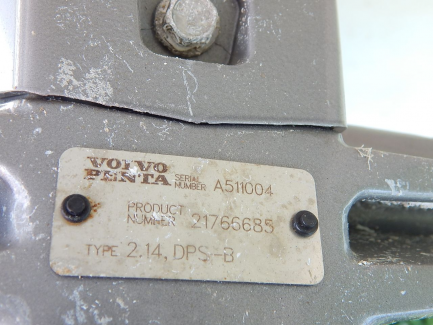 VOLVO PENTA SERIAL NUMBER A511004
PRODUCT NUMBER 21766685
TYPE 2.14, DPS-B